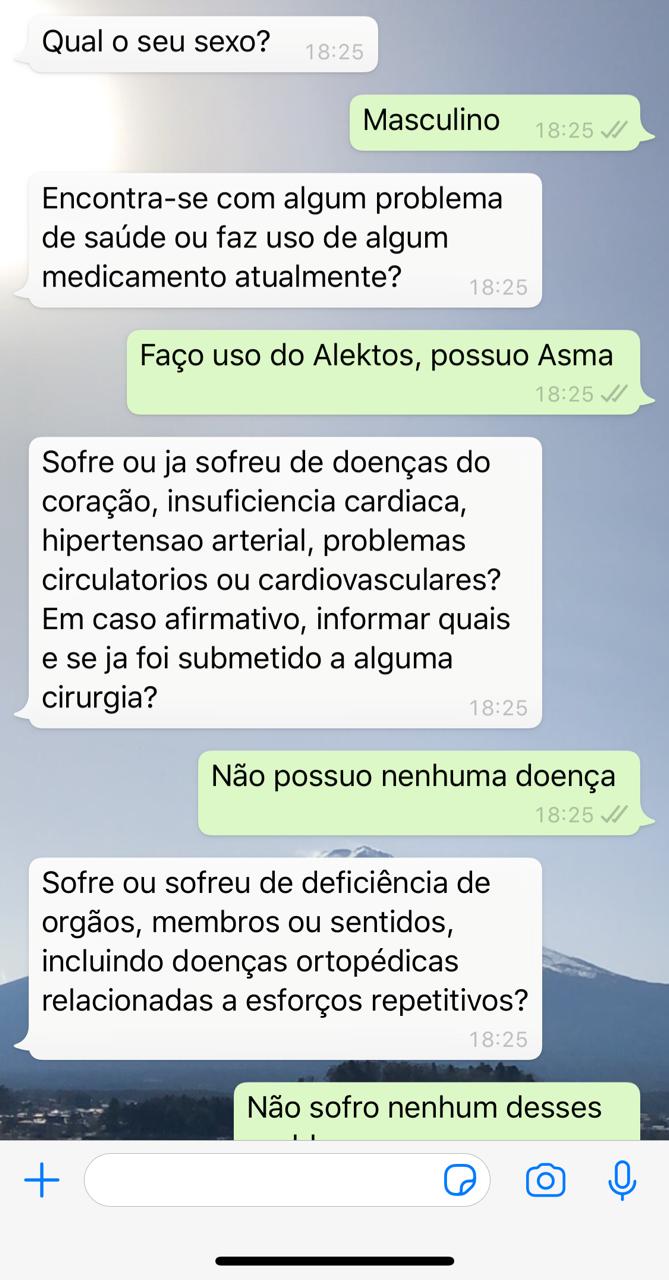 Qual o seu sexo?
18:25
Masculino
18:25
Encontra-se com algum problema
de saúde ou faz uso de algum
medicamento atualmente?
18:25
Faço uso do Alektos, possuo Asma
18:25
Sofre ou ja sofreu de doenças do
coração, insuficiencia cardiaca,
hipertensao arterial, problemas
circulatorios ou cardiovasculares?
Em caso afirmativo, informar quais
e se ja foi submetido a alguma
cirurgia?
18:25
Não possuo nenhuma doença
18:25
Sofre ou sofreu de deficiência de
orgãos, membros ou sentidos,
incluindo doenças ortopédicas
relacionadas a esforços repetitivos?
18:25
Não sofro nenhum desses